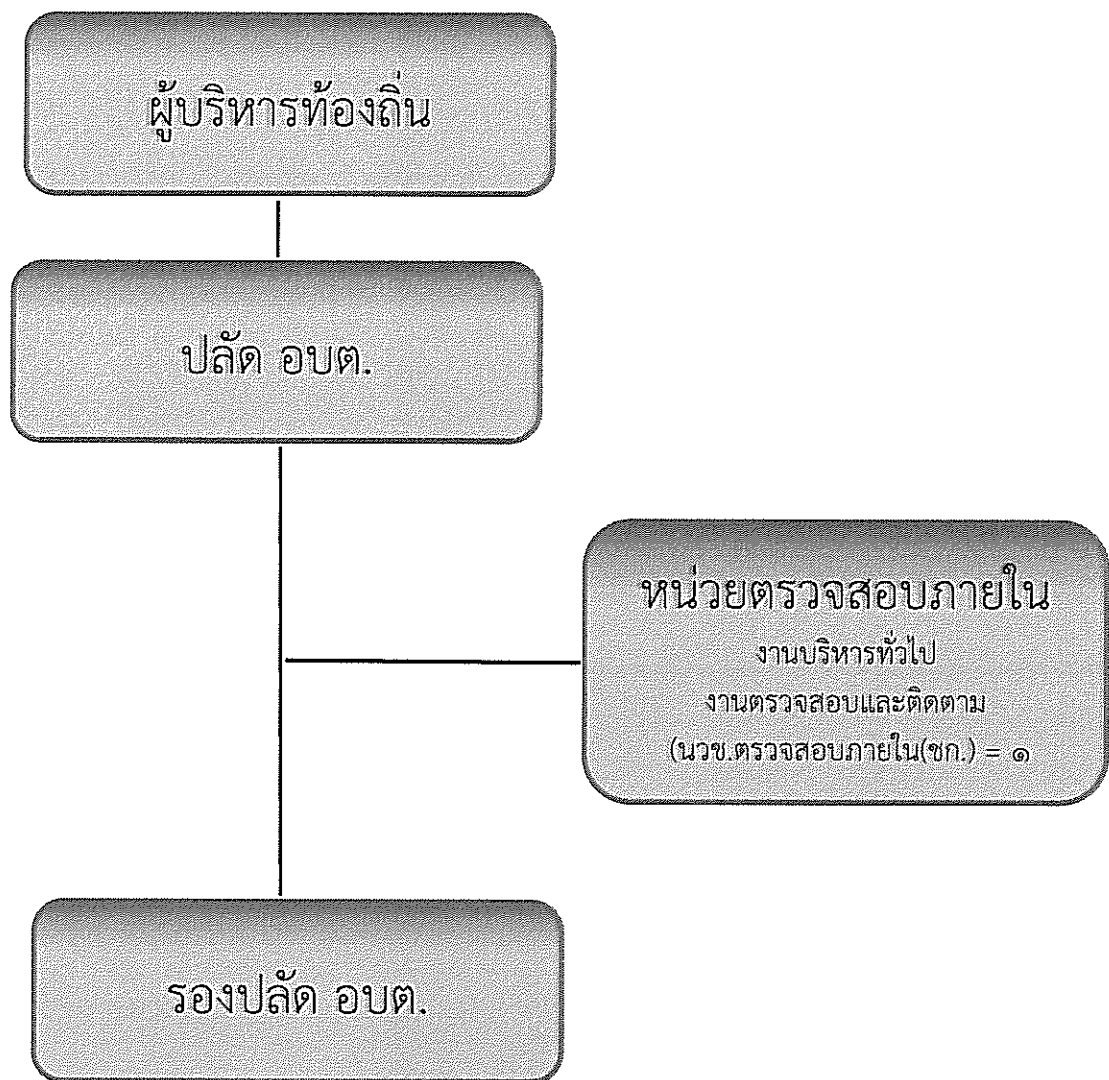 ผู้บริหารท้องถิ่น
ปลัด อบต.
หน่วยตรวจสอบภายใน
งานบริหารทั่วไป
งานตรวจสอบและติดตาม
(นวช.ตรวจสอบภายใน(ชก.) = ๑
รองปลัด อบต.